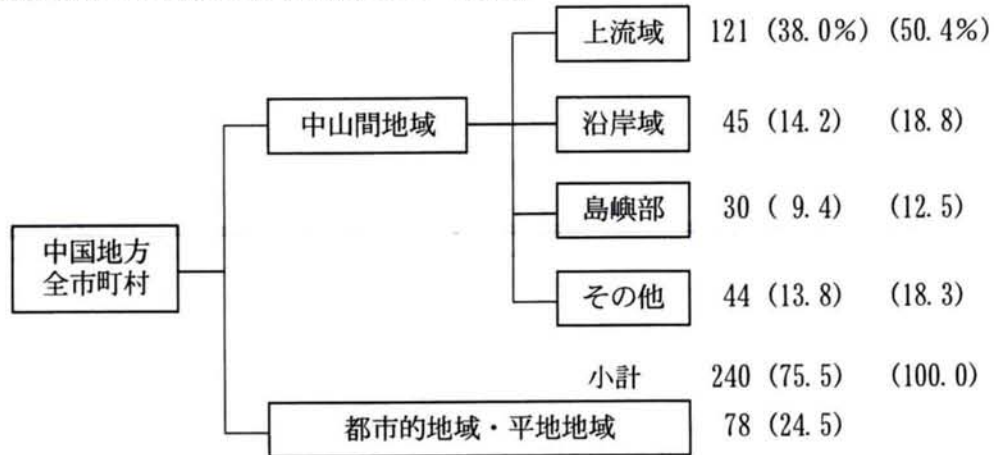 上流域 121 (38.0%) (50.4%)
中山間地域 沿岸域 45 (14.2) (18.8)
島嶼部 30 ( 9.4) (12.5)
中国地方
全市町村
その他 44 (13.8) (18.3)
小計 240 (75.5) (100.0)
都市的地域・平地地域 78 (24.5)